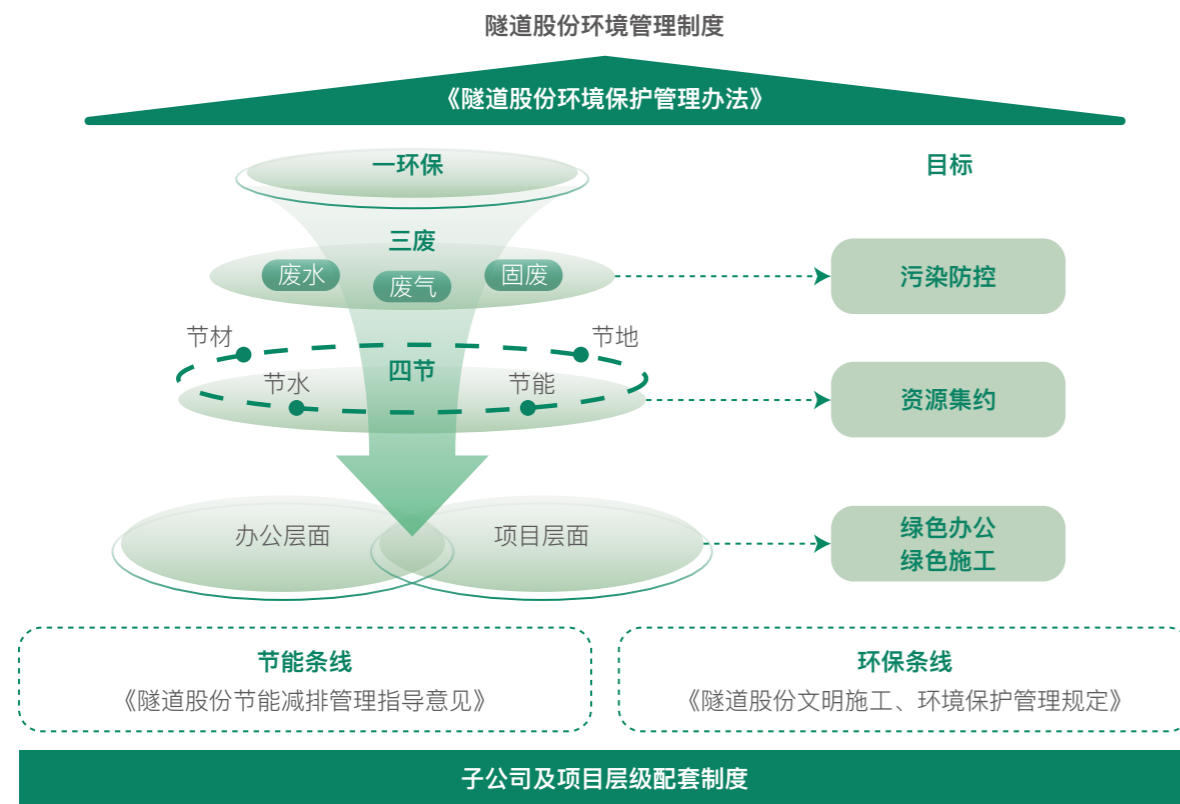 隧道股份环境管理制度
《隧道股份环境保护管理办法》
一环保
目标
三废
废水
废气
固废
污染防控
节材
节地
四节
节水
节能
资源集约
办公层面
项目层面
绿色办公
绿色施工
节能条线
《隧道股份节能减排管理指导意见》
环保条线
《隧道股份文明施工、环境保护管理规定》
子公司及项目层级配套制度